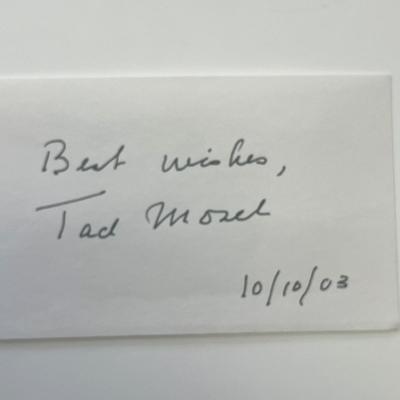 Best wishes,
Tad Mosel
10/10/03